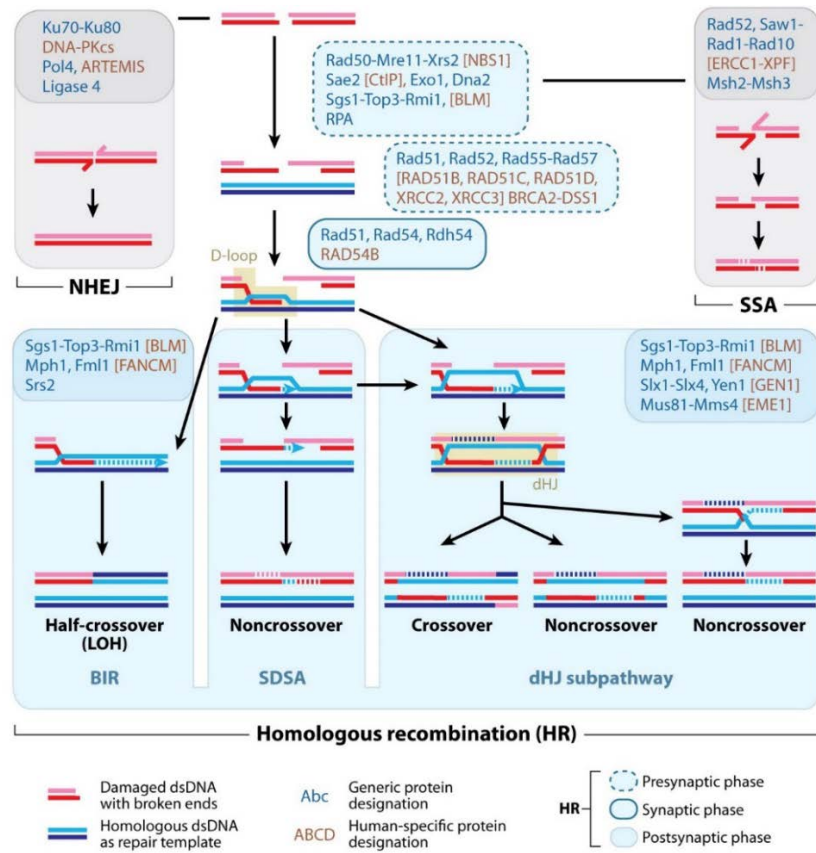 Ku70-Ku80
DNA-PKcs
Pol4, ARTEMIS
Ligase 4
NHEJ
Rad50-Mre11-Xrs2 [NBS1]
Sae2 [CtIP], Exo1, Dna2
Sgs1-Top3-Rmi1, [BLM]
RPA
Rad51, Rad52, Rad55-Rad57
[RAD51B, RAD51C, RAD51D,
XRCC2, XRCC3] BRCA2-DSS1
Rad51, Rad54, Rdh54
RAD54B
D-loop
Rad52, Saw1-
Rad1-Rad10
[ERCC1-XPF]
Msh2-Msh3
SSA
Sgs1-Top3-Rmi1 [BLM]
Mph1, Fml1 [FANCM]
Srs2
Sgs1-Top3-Rmi1 [BLM]
Mph1, Fml1 [FANCM]
Slx1-Slx4, Yen1 [GEN1]
Mus81-Mms4 [EME1]
dHJ
Half-crossover
(LOH)
Noncrossover
Crossover
Noncrossover
Noncrossover
BIR
SDSA
dHJ subpathway
Homologous recombination (HR)
Damaged dsDNA
with broken ends
Homologous dsDNA
as repair template
Abc
Generic protein
designation
ABCD
Human-specific protein
designation
HR
Presynaptic phase
Synaptic phase
Postsynaptic phase